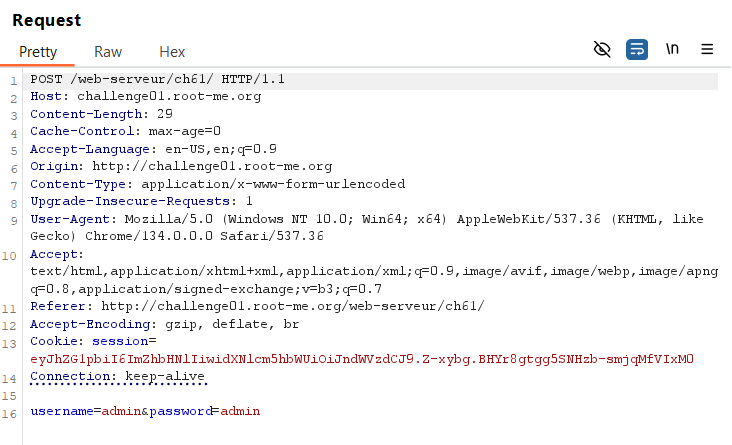 Request
Pretty Raw Hex
\n
1 POST /web-serveur/ch61/ HTTP/1.1
2 Host: challenge01.root-me.org
3 Content-Length: 29
4 Cache-Control: max-age=0
5 Accept-Language: en-US,en;q=0.9
6 Origin: http://challenge01.root-me.org
7 Content-Type: application/x-www-form-urlencoded
8 Upgrade-Insecure-Requests: 1
9 User-Agent: Mozilla/5.0 (Windows NT 10.0; Win64; x64) AppleWebKit/537.36 (KHTML, like
Gecko) Chrome/134.0.0.0 Safari/537.36
10 Accept:
text/html,application/xhtml+xml,application/xml;q=0.9,image/avif,image/webp,image/apng
q=0.8,application/signed-exchange;v=b3;q=0.7
11 Referer: http://challenge01.root-me.org/web-serveur/ch61/
12 Accept-Encoding: gzip, deflate, br
13 Cookie: session=
eyJhZG1pbiI6ImZhbHNlIiwidXNlcm5hbWUiOiJndWVzdCJ9.Z-xybg.BHYr8gtgg5SNHzb-smjqMfVIxM0
14 Connection: keep-alive
15
16 username=admin&password=admin